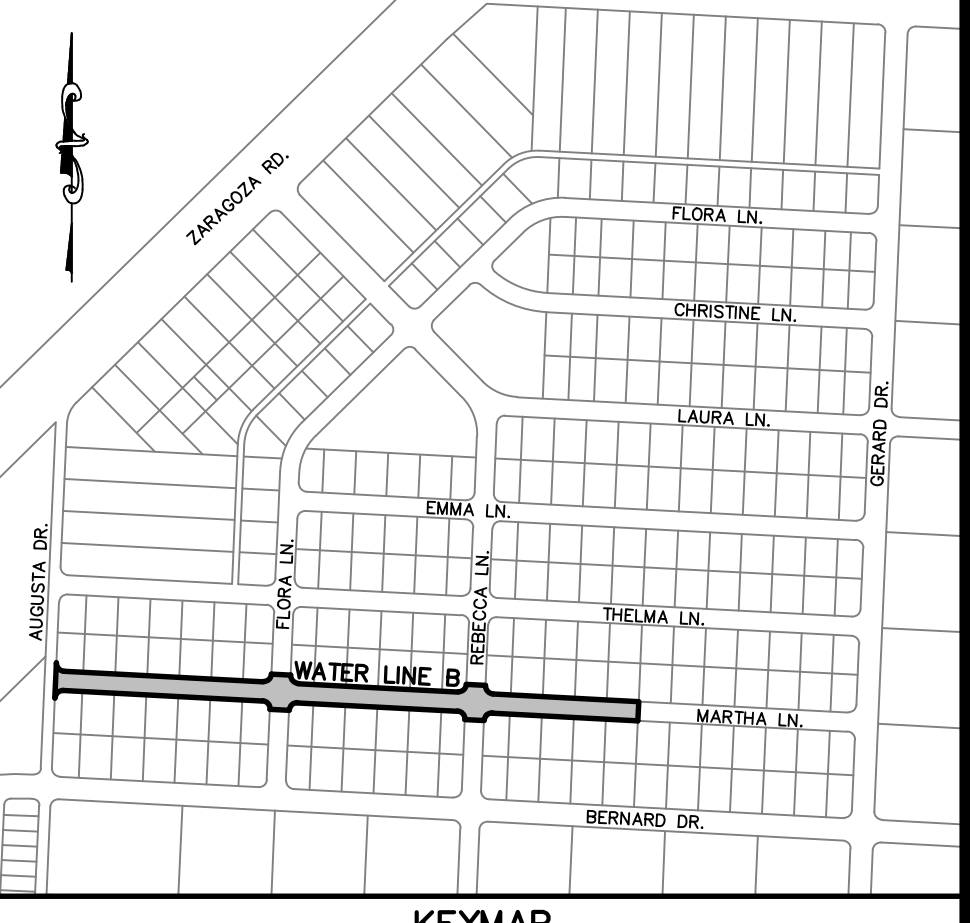 ZARAGOZA RD.
FLORA LN.
CHRISTINE LN.
LAURA LN.
GERARD DR.
EMMA LN.
AUGUSTA DR.
FLORA LN.
REBECCA LN.
THELMA LN.
WATER LINE B
MARTHA LN.
BERNARD DR.
KEYMAP